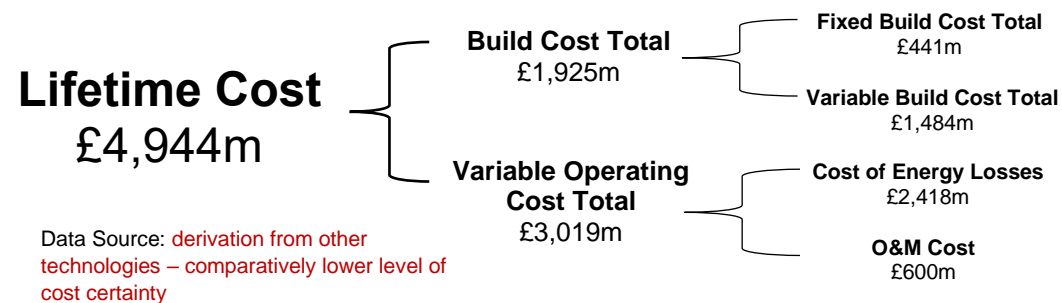 Lifetime Cost
£4,944m
Build Cost Total
£1,925m
Fixed Build Cost Total
£441m
Variable Build Cost Total
£1,484m
Variable Operating
Cost Total
£3,019m
Cost of Energy Losses
£2,418m
O&M Cost
£600m
Data Source: derivation from other
technologies – comparatively lower level of
cost certainty